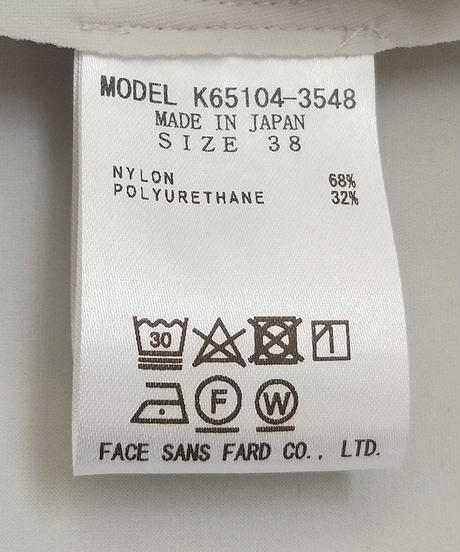 MODEL K65104-3548
MADE IN JAPAN
SIZE 38
NYLON 68%
POLYURETHANE 32%
30
F W
FACE SANS FARD CO., LTD.